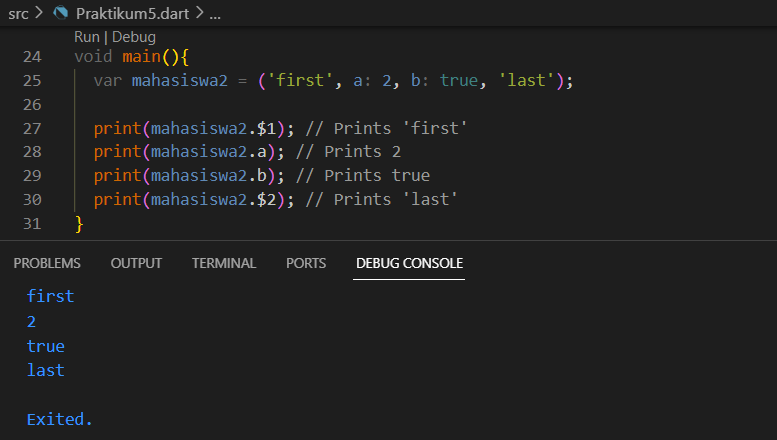 src > Praktikum5.dart > ...
Run | Debug
24 void main(){
25 var mahasiswa2 = ('first', a: 2, b: true, 'last');
26
27 print(mahasiswa2.$1); // Prints 'first'
28 print(mahasiswa2.a); // Prints 2
29 print(mahasiswa2.b); // Prints true
30 print(mahasiswa2.$2); // Prints 'last'
31 }
PROBLEMS OUTPUT TERMINAL PORTS DEBUG CONSOLE
first
2
true
last
Exited.